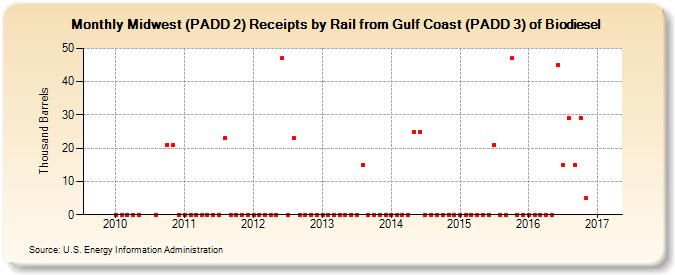 Monthly Midwest (PADD 2) Receipts by Rail from Gulf Coast (PADD 3) of Biodiesel
Thousand Barrels
50
40
30
20
10
0
2010 2011 2012 2013 2014 2015 2016 2017
Source: U.S. Energy Information Administration